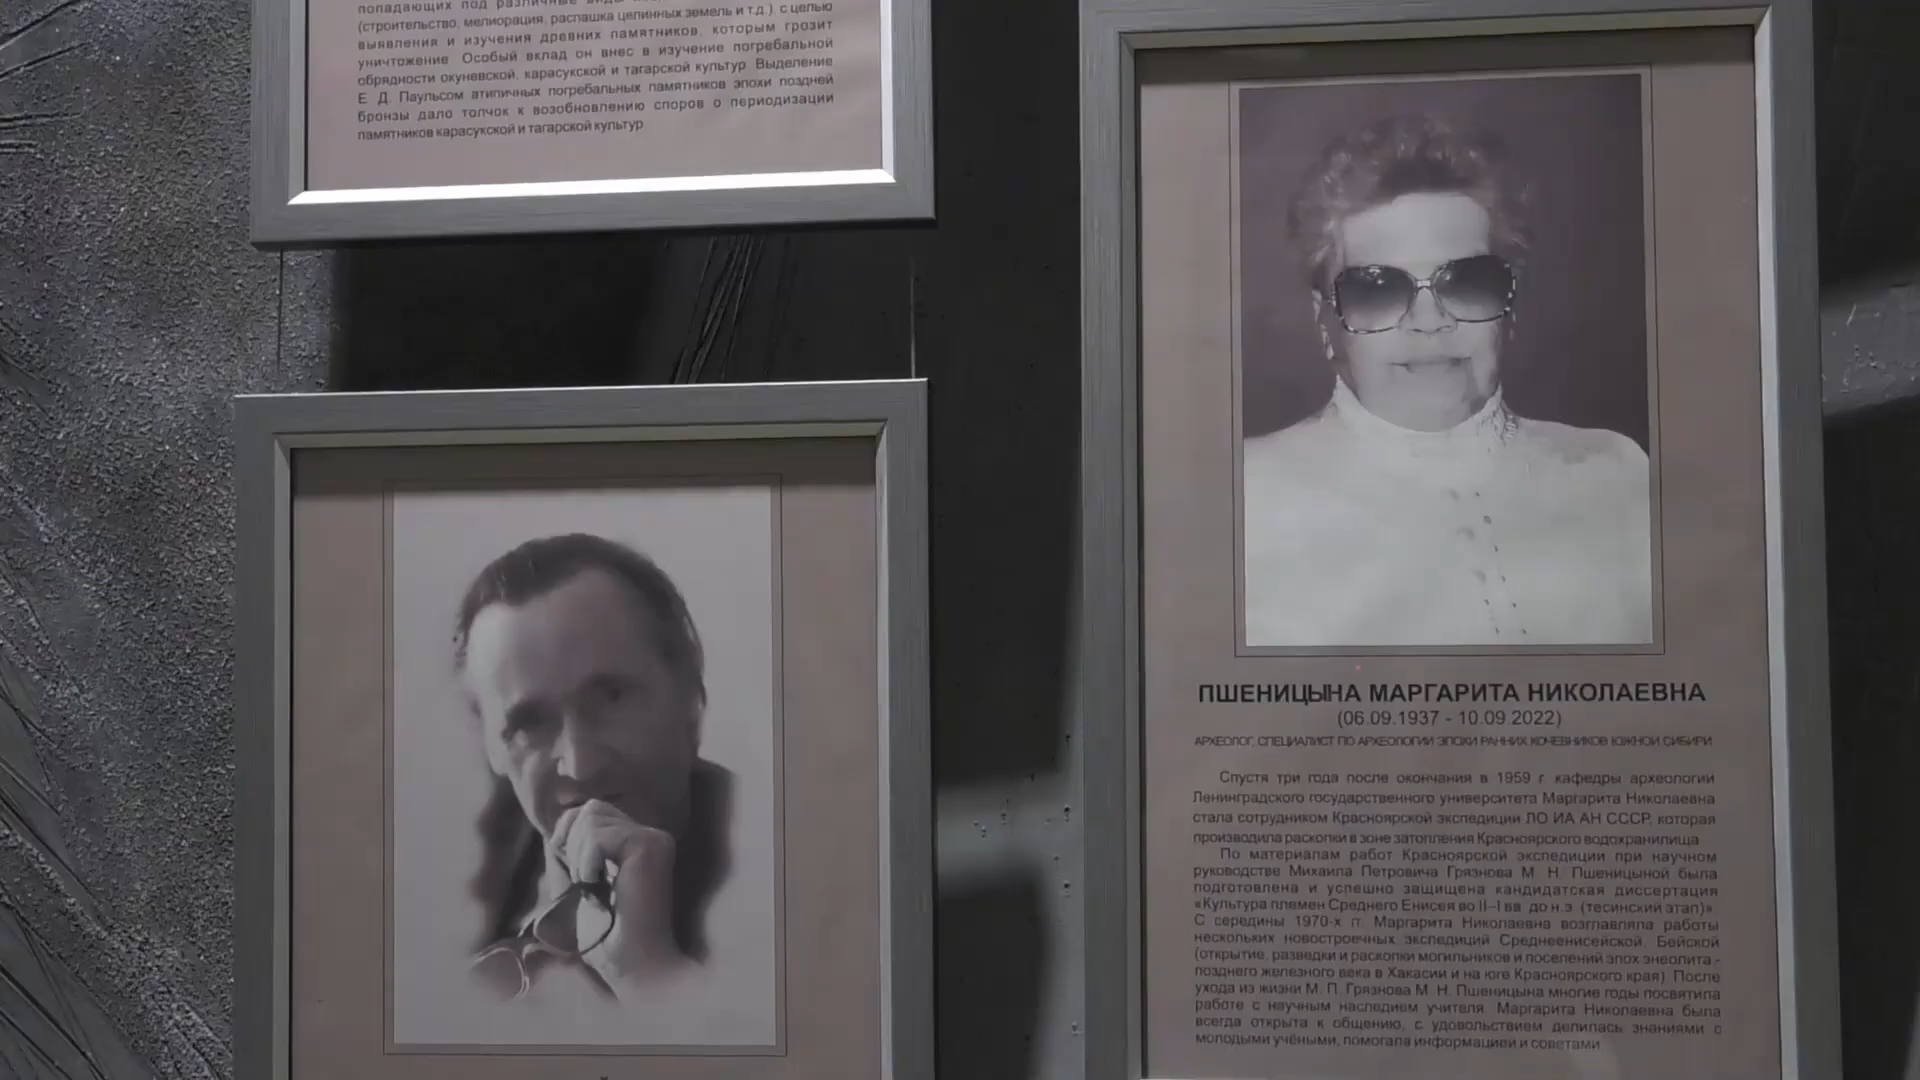 попадающих под различные
(строительство, мелиорация, распашка целинных земель и т.д.), с целью
выявления и изучения древних памятников, которым грозит
уничтожение. Особый вклад он внес в изучение погребальной
обрядности окуневской, карасукской и тагарской культур. Выделение
Е. Д. Паульсом атипичных погребальных памятников эпохи поздней
бронзы дало толчок к возобновлению споров о периодизации
памятников карасукской и тагарской культур.
ПШЕНИЦЫНА МАРГАРИТА НИКОЛАЕВНА
(06.09.1937 - 10.09.2022)
АРХЕОЛОГ, СПЕЦИАЛИСТ ПО АРХЕОЛОГИИ ЭПОХИ РАННИХ КОЧЕВНИКОВ ЮЖНОЙ СИБИРИ
Спустя три года после окончания в 1959 г. кафедры археологии
Ленинградского государственного университета Маргарита Николаевна
стала сотрудником Красноярской экспедиции ЛО ИА АН СССР, которая
производила раскопки в зоне затопления Красноярского водохранилища.
По материалам работ Красноярской экспедиции при научном
руководстве Михаила Петровича Грязнова М. Н. Пшеницыной была
подготовлена и успешно защищена кандидатская диссертация
«Культура племен Среднего Енисея во II–I вв. до н.э. (тесинский этап)».
С середины 1970-х гг. Маргарита Николаевна возглавляла работы
нескольких новостроечных экспедиций Среднеенисейской, Бейской
(открытие, разведки и раскопки могильников и поселений эпох энеолита -
позднего железного века в Хакасии и на юге Красноярского края). После
ухода из жизни М. П. Грязнова М. Н. Пшеницына многие годы посвятила
работе с научным наследием учителя. Маргарита Николаевна была
всегда открыта к общению, с удовольствием делилась знаниями с
молодыми учёными, помогала информацией и советами.